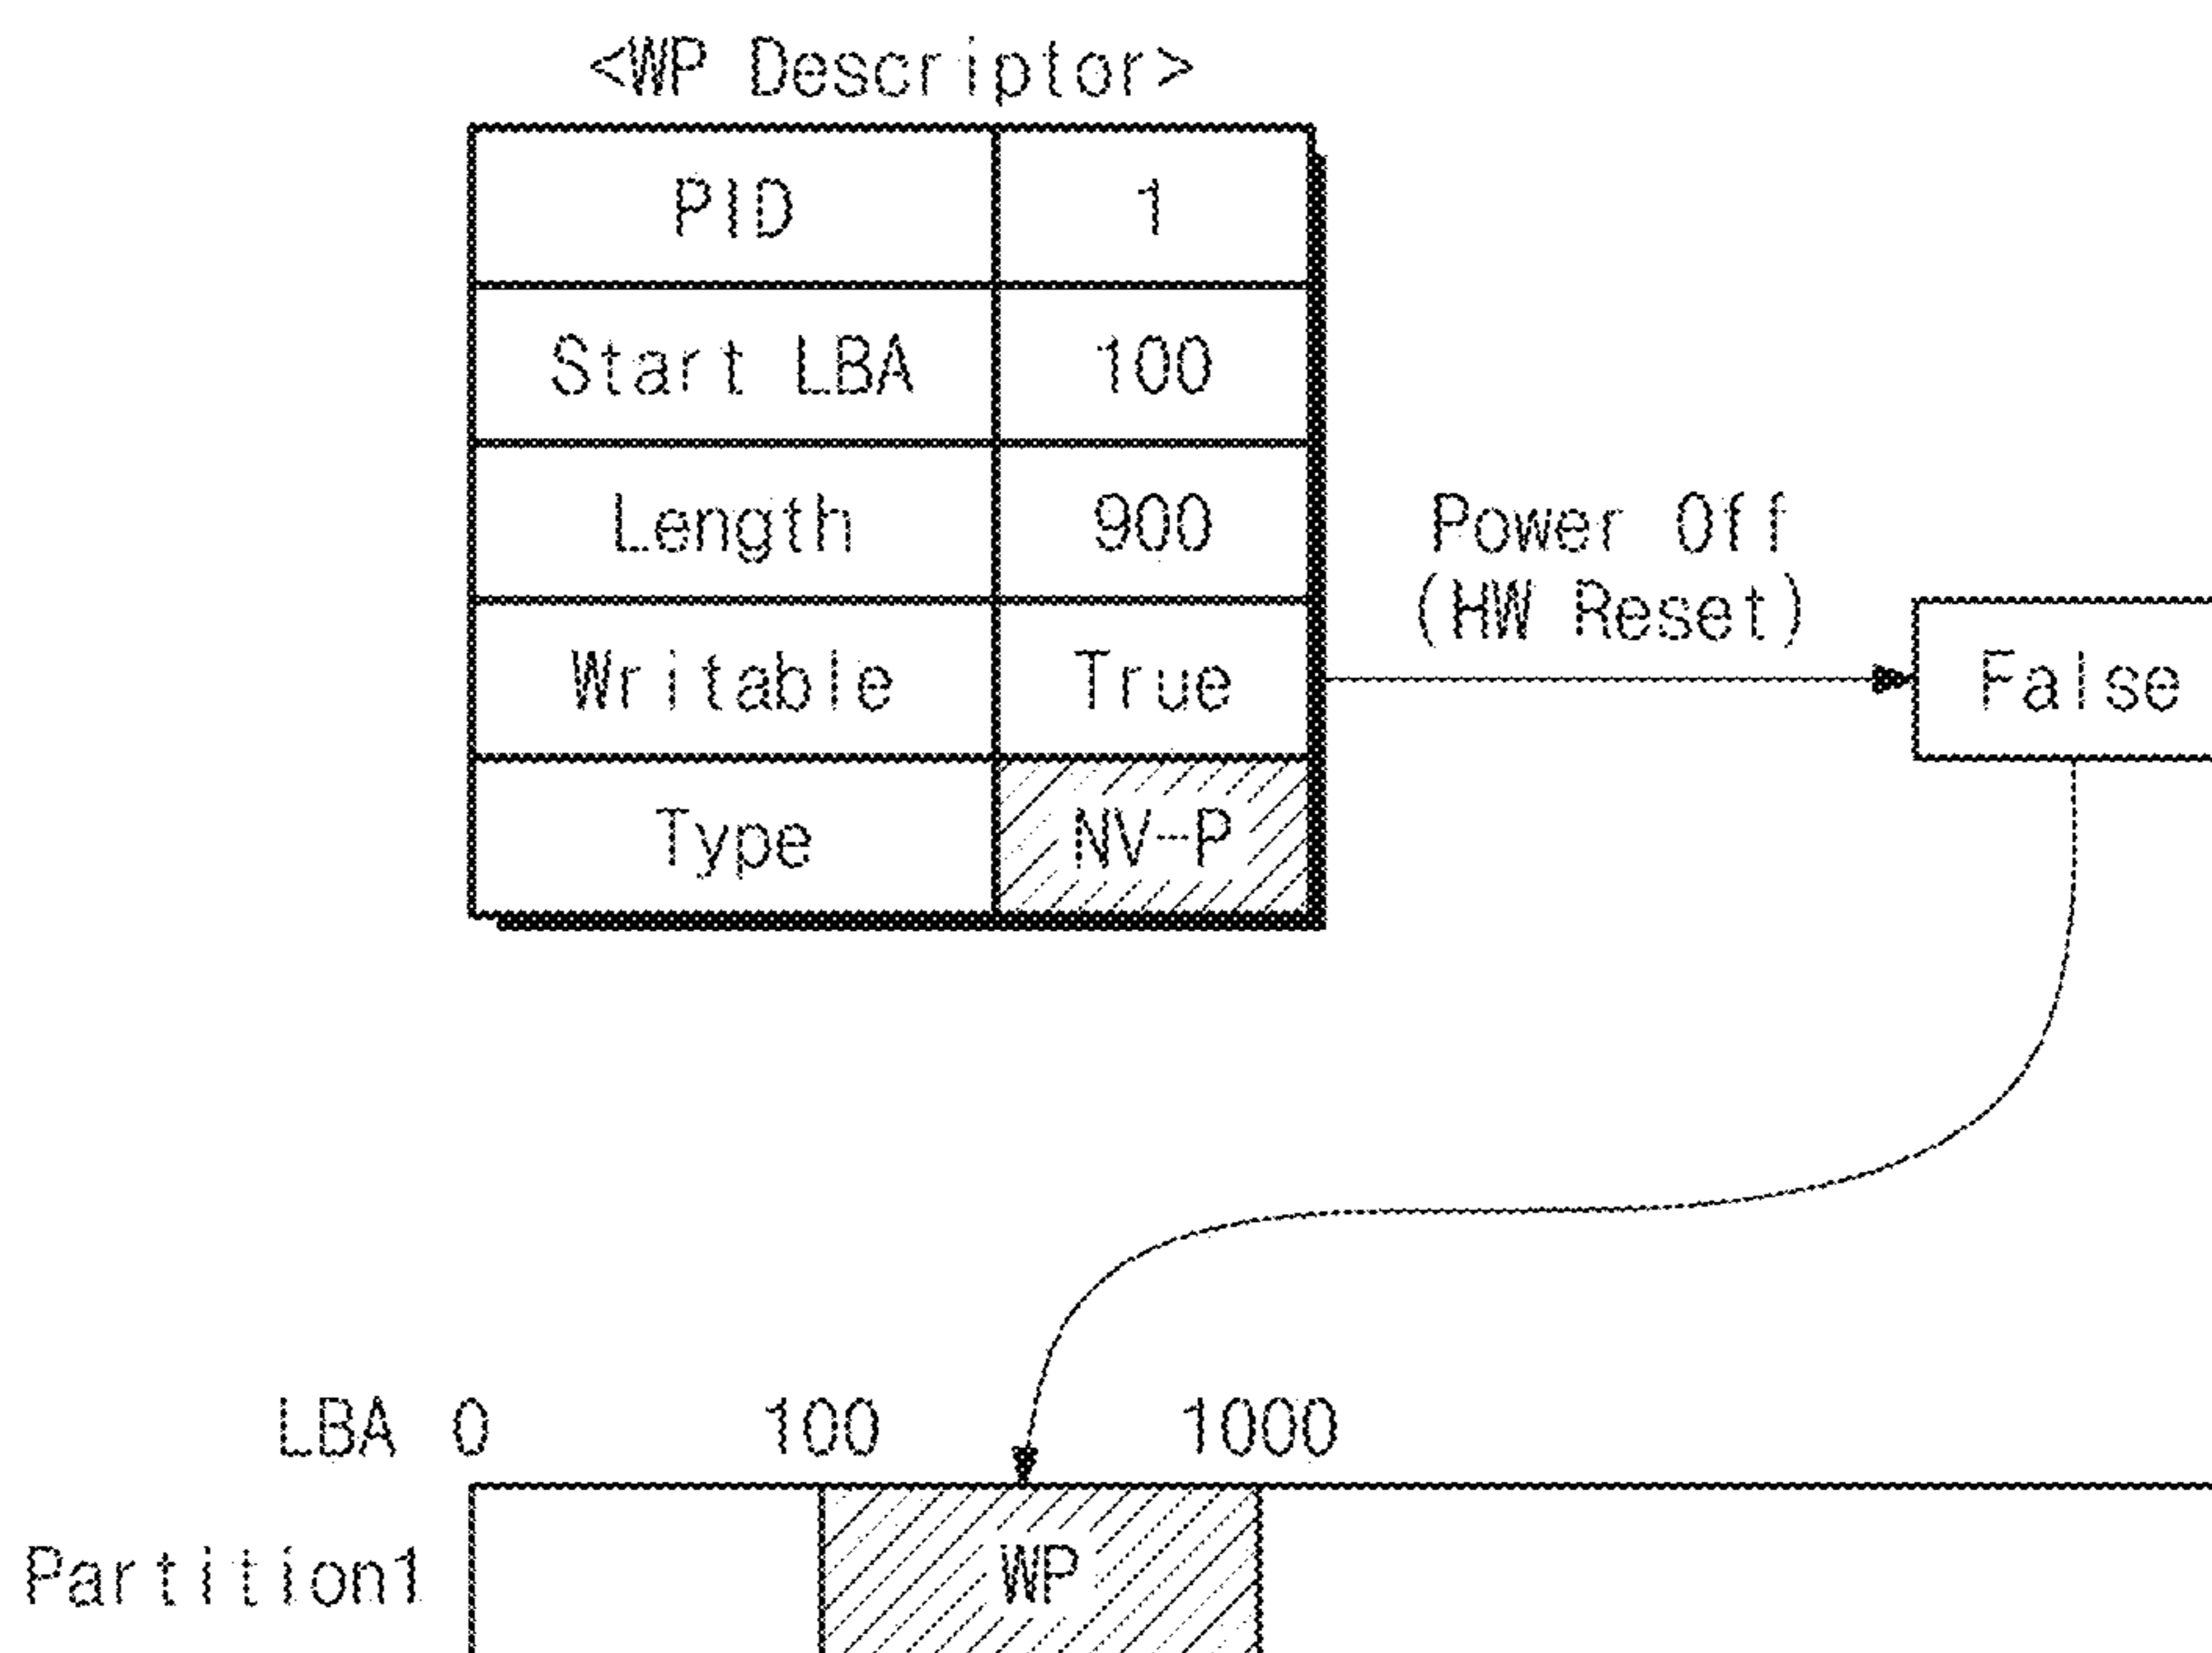 <WP Descriptor>
PID 1
Start LBA 100
Length 900
Power Off
(HW Reset)
Writable True
False
Type NV-P
LBA 0 100 1000
Partition1 WP